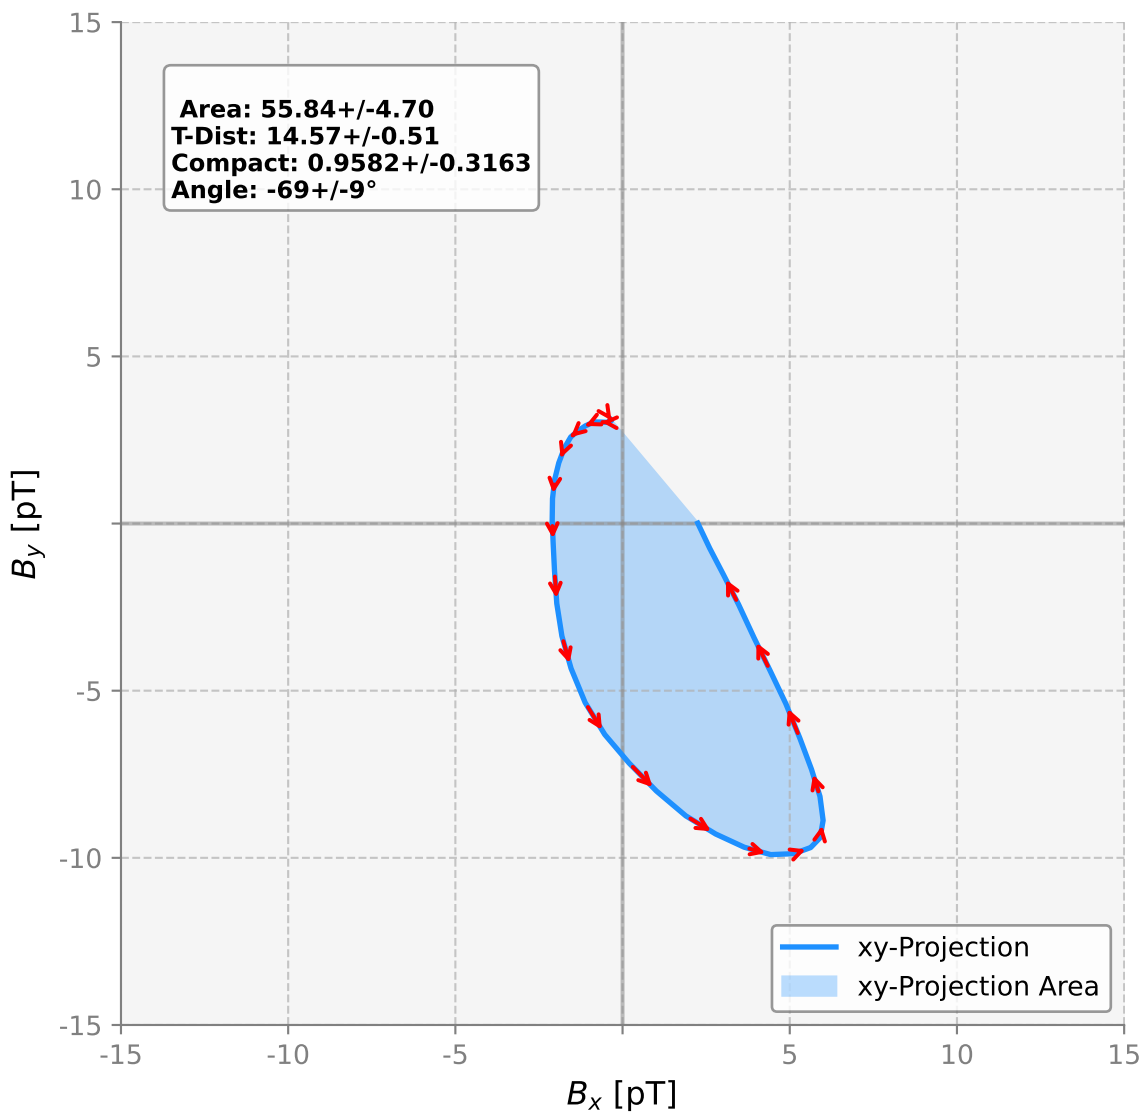 15
Area: 55.84+/-4.70
T-Dist: 14.57+/-0.51
Compact: 0.9582+/-0.3163
Angle: -69+/-9°
10
5
B_y [pT]
-5
-10
xy-Projection
xy-Projection Area
-15
-15 -10 -5 5 10 15
B_x [pT]